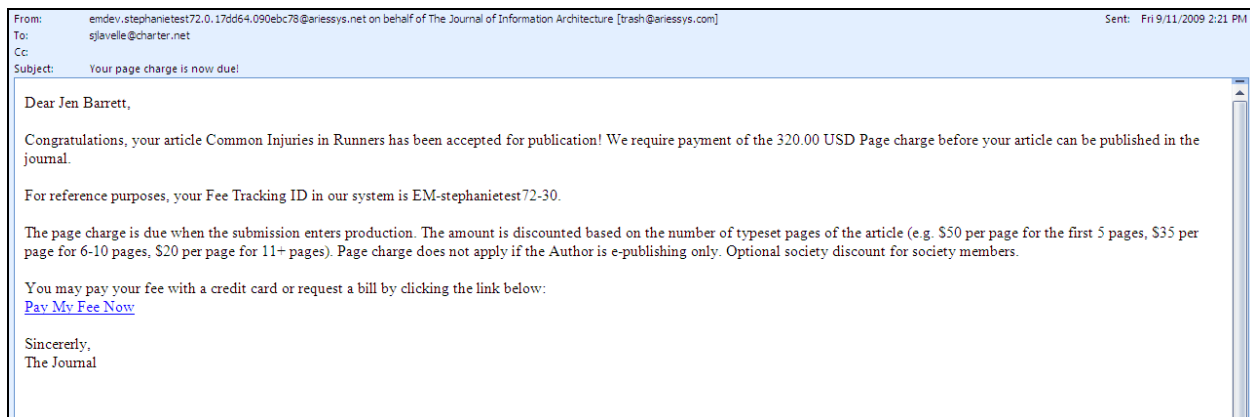 From: emdev.stephanietest72.0.17dd64.090ebc78@ariessys.net on behalf of The Journal of Information Architecture [trash@ariessys.com] Sent: Fri 9/11/2009 2:21 PM
To: sjlavelle@charter.net
Cc:
Subject: Your page charge is now due!
Dear Jen Barrett,
Congratulations, your article Common Injuries in Runners has been accepted for publication! We require payment of the 320.00 USD Page charge before your article can be published in the
journal.
For reference purposes, your Fee Tracking ID in our system is EM-stephanietest72-30.
The page charge is due when the submission enters production. The amount is discounted based on the number of typeset pages of the article (e.g. $50 per page for the first 5 pages, $35 per
page for 6-10 pages, $20 per page for 11+ pages). Page charge does not apply if the Author is e-publishing only. Optional society discount for society members.
You may pay your fee with a credit card or request a bill by clicking the link below:
Pay My Fee Now
Sincererly,
The Journal